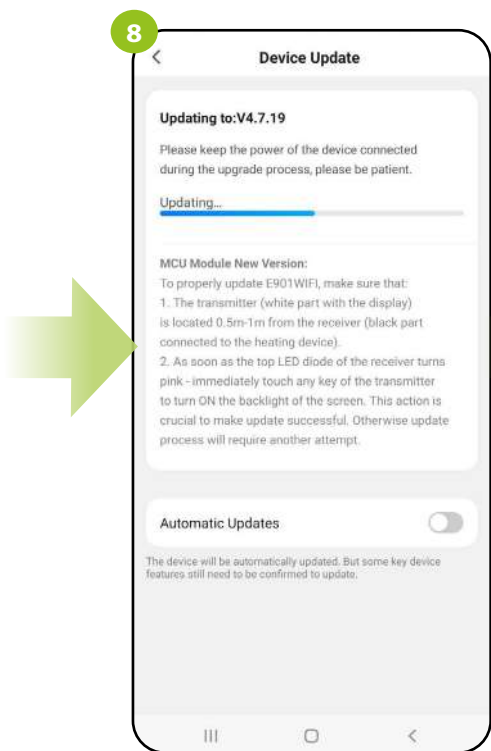 8
Device Update
Updating to:V4.7.19
Please keep the power of the device connected
during the upgrade process, please be patient.
Updating...
MCU Module New Version:
To properly update E901WIFI, make sure that:
1. The transmitter (white part with the display)
is located 0.5m-1m from the receiver (black part
connected to the heating device).
2. As soon as the top LED diode of the receiver turns
pink - immediately touch any key of the transmitter
to turn ON the backlight of the screen. This action is
crucial to make update successful. Otherwise update
process will require another attempt.
Automatic Updates
The device will be automatically updated. But some key device
features still need to be confirmed to update.